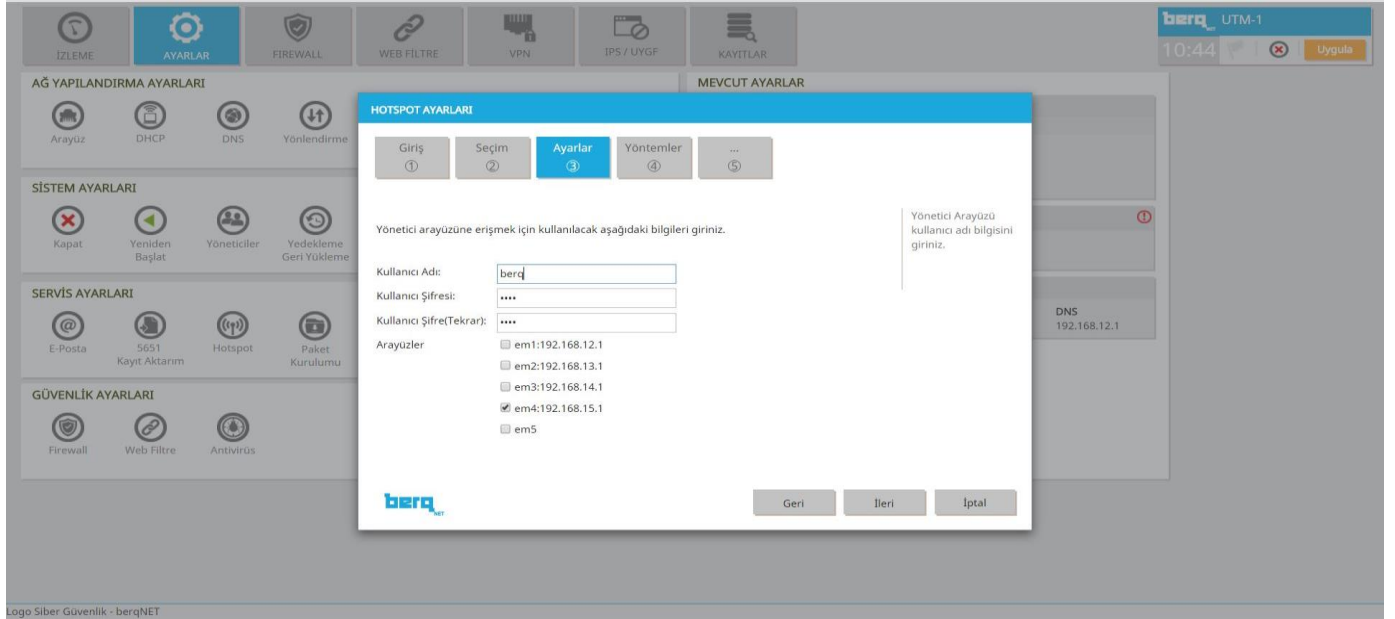 İZLEME
AYARLAR
FIREWALL
WEB FİLTRE
VPN
IPS / UYGF
KAYITLAR
berq UTM-1
10:44
Uygula
AĞ YAPILANDIRMA AYARLARI
MEVCUT AYARLAR
Arayüz
DHCP
DNS
Yönlendirme
SİSTEM AYARLARI
Kapat
Yeniden
Başlat
Yöneticiler
Yedekleme
Geri Yükleme
SERVİS AYARLARI
E-Posta
5651
Kayıt Aktarım
Hotspot
Paket
Kurulumu
GÜVENLİK AYARLARI
Firewall
Web Filtre
Antivirüs
HOTSPOT AYARLARI
Giriş
①
Seçim
②
Ayarlar
③
Yöntemler
④
...
⑤
Yönetici arayüzüne erişmek için kullanılacak aşağıdaki bilgileri giriniz.
Yönetici Arayüzü
kullanıcı adı bilgisini
giriniz.
Kullanıcı Adı: berq
Kullanıcı Şifresi: ••••
Kullanıcı Şifre(Tekrar): ••••
Arayüzler
em1:192.168.12.1
em2:192.168.13.1
em3:192.168.14.1
em4:192.168.15.1
em5
berq NET
Geri
İleri
İptal
DNS
192.168.12.1
Logo Siber Güvenlik - berqNET